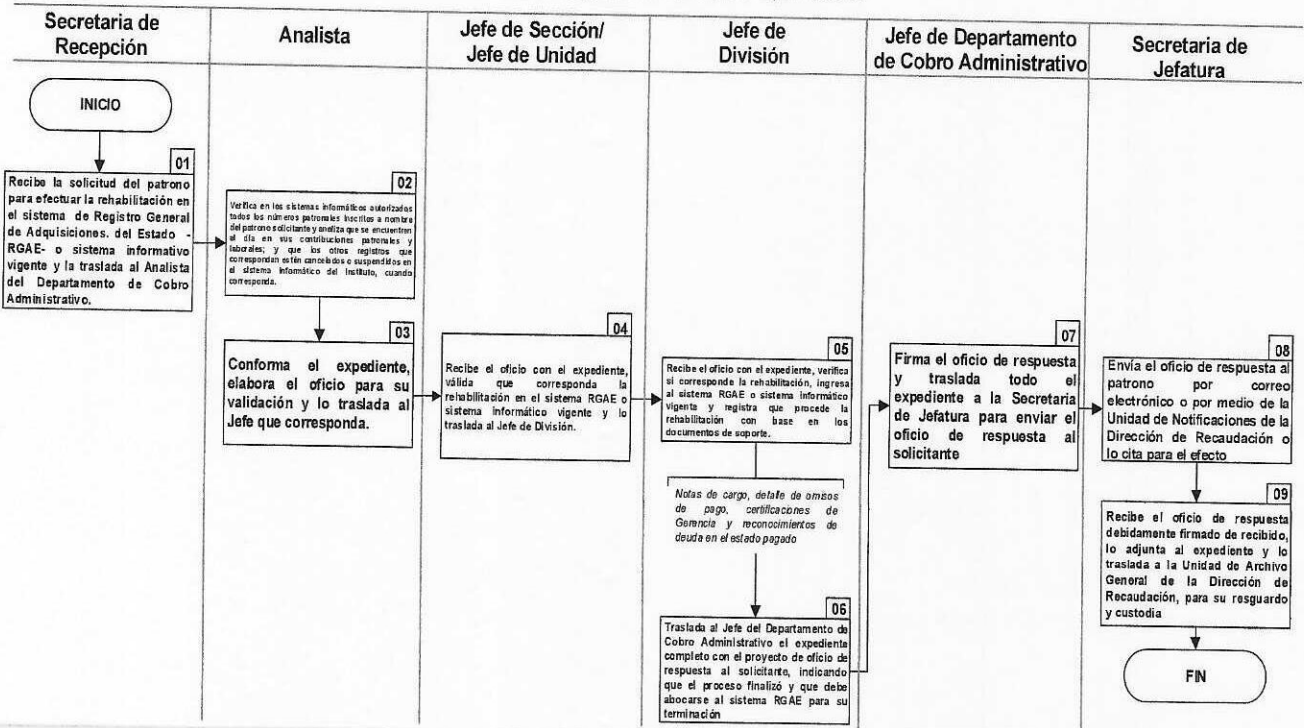 Secretaria de
Recepción
Analista
Jefe de Sección/
Jefe de Unidad
Jefe de
División
Jefe de Departamento
de Cobro Administrativo
Secretaria de
Jefatura
INICIO
01
Recibe la solicitud del patrono
para efectuar la rehabilitación en
el sistema de Registro General
de Adquisiciones. del Estado -
RGAE- o sistema informativo
vigente y la traslada al Analista
del Departamento de Cobro
Administrativo.
02
Verifica en los sistemas informáticos autorizados
todos los números patronales inscritos a nombre
del patrono solicitante y analiza que se encuentren
al día en sus contribuciones patronales y
laborales; y que los otros registros que
correspondan estén cancelados o suspendidos en
el sistema informático del Instituto, cuando
corresponda.
03
Conforma el expediente,
elabora el oficio para su
validación y lo traslada al
Jefe que corresponda.
04
Recibe el oficio con el expediente,
válida que corresponda la
rehabilitación en el sistema RGAE o
sistema informático vigente y lo
traslada al Jefe de División.
05
Recibe el oficio con el expediente, verifica
si corresponde la rehabilitación, ingresa
al sistema RGAE o sistema informático
vigente y registra que procede la
rehabilitación con base en los
documentos de soporte.
Notas de cargo, detalle de omisos
de pago, certificaciones de
Gerencia y reconocimientos de
deuda en el estado pagado
06
Traslada al Jefe del Departamento de
Cobro Administrativo el expediente
completo con el proyecto de oficio de
respuesta al solicitante, indicando
que el proceso finalizó y que debe
abocarse al sistema RGAE para su
terminación
07
Firma el oficio de respuesta
y traslada todo el
expediente a la Secretaria
de Jefatura para enviar el
oficio de respuesta al
solicitante
08
Envía el oficio de respuesta al
patrono por correo
electrónico o por medio de la
Unidad de Notificaciones de la
Dirección de Recaudación o
lo cita para el efecto
09
Recibe el oficio de respuesta
debidamente firmado de recibido,
lo adjunta al expediente y lo
traslada a la Unidad de Archivo
General de la Dirección de
Recaudación, para su resguardo
y custodia
FIN